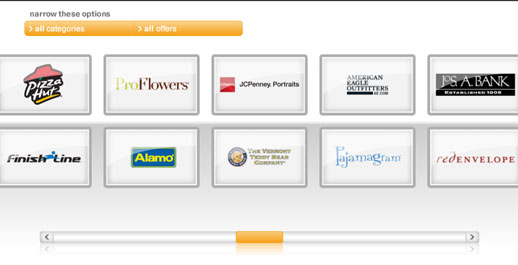 narrow these options
> all categories > all offers
Pizza
Hut
ProFlowers
JCPenney. Portraits
AMERICAN
EAGLE
OUTFITTERS
AE.COM
JOS. A. BANK
ESTABLISHED 1905
FINISH LINE
Alamo
THE VERMONT
TEDDY BEAR
COMPANY
Pajamagram
redENVELOPE